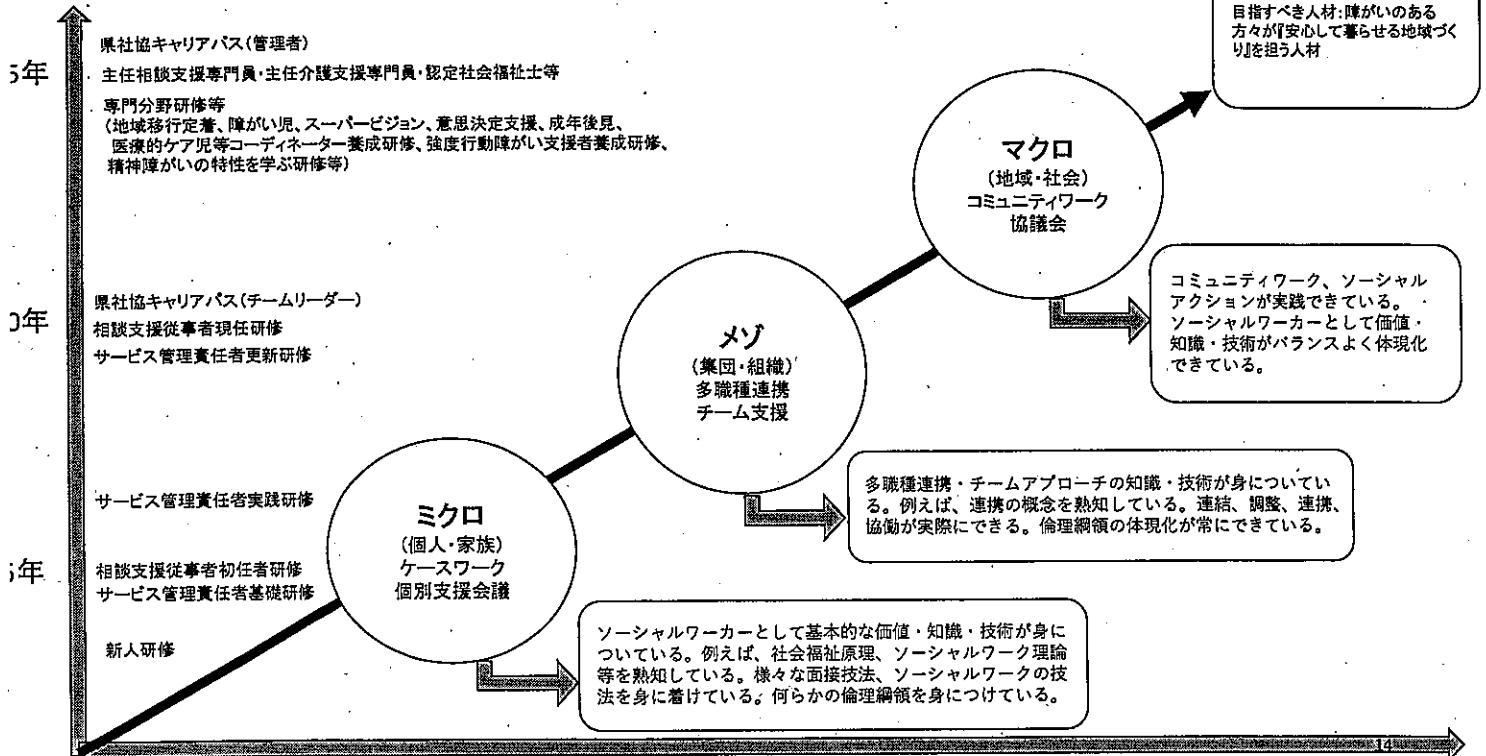 目指すべき人材:障がいのある
方々が『安心して暮らせる地域づく
り』を担う人材
県社協キャリアパス(管理者)
5年
主任相談支援専門員・主任介護支援専門員・認定社会福祉士等
専門分野研修等
(地域移行定着、障がい児、スーパービジョン、意思決定支援、成年後見、
医療的ケア児等コーディネーター養成研修、強度行動障がい支援者養成研修、
精神障がいの特性を学ぶ研修等)
マクロ
(地域・社会)
コミュニティワーク
協議会
コミュニティワーク、ソーシャル
アクションが実践できている。
ソーシャルワーカーとして価値・
知識・技術がバランスよく体現化
できている。
県社協キャリアパス(チームリーダー)
0年
相談支援従事者現任研修
サービス管理責任者更新研修
メゾ
(集団・組織)
多職種連携
チーム支援
多職種連携・チームアプローチの知識・技術が身についてい
る。例えば、連携の概念を熟知している。連結、調整、連携、
協働が実際にできる。倫理綱領の体現化が常にできている。
サービス管理責任者実践研修
ミクロ
(個人・家族)
ケースワーク
個別支援会議
5年
相談支援従事者初任者研修
サービス管理責任者基礎研修
新人研修
ソーシャルワーカーとして基本的な価値・知識・技術が身に
ついている。例えば、社会福祉原理、ソーシャルワーク理論
等を熟知している。様々な面接技法、ソーシャルワークの技
法を身に着けている。何らかの倫理綱領を身につけている。
14